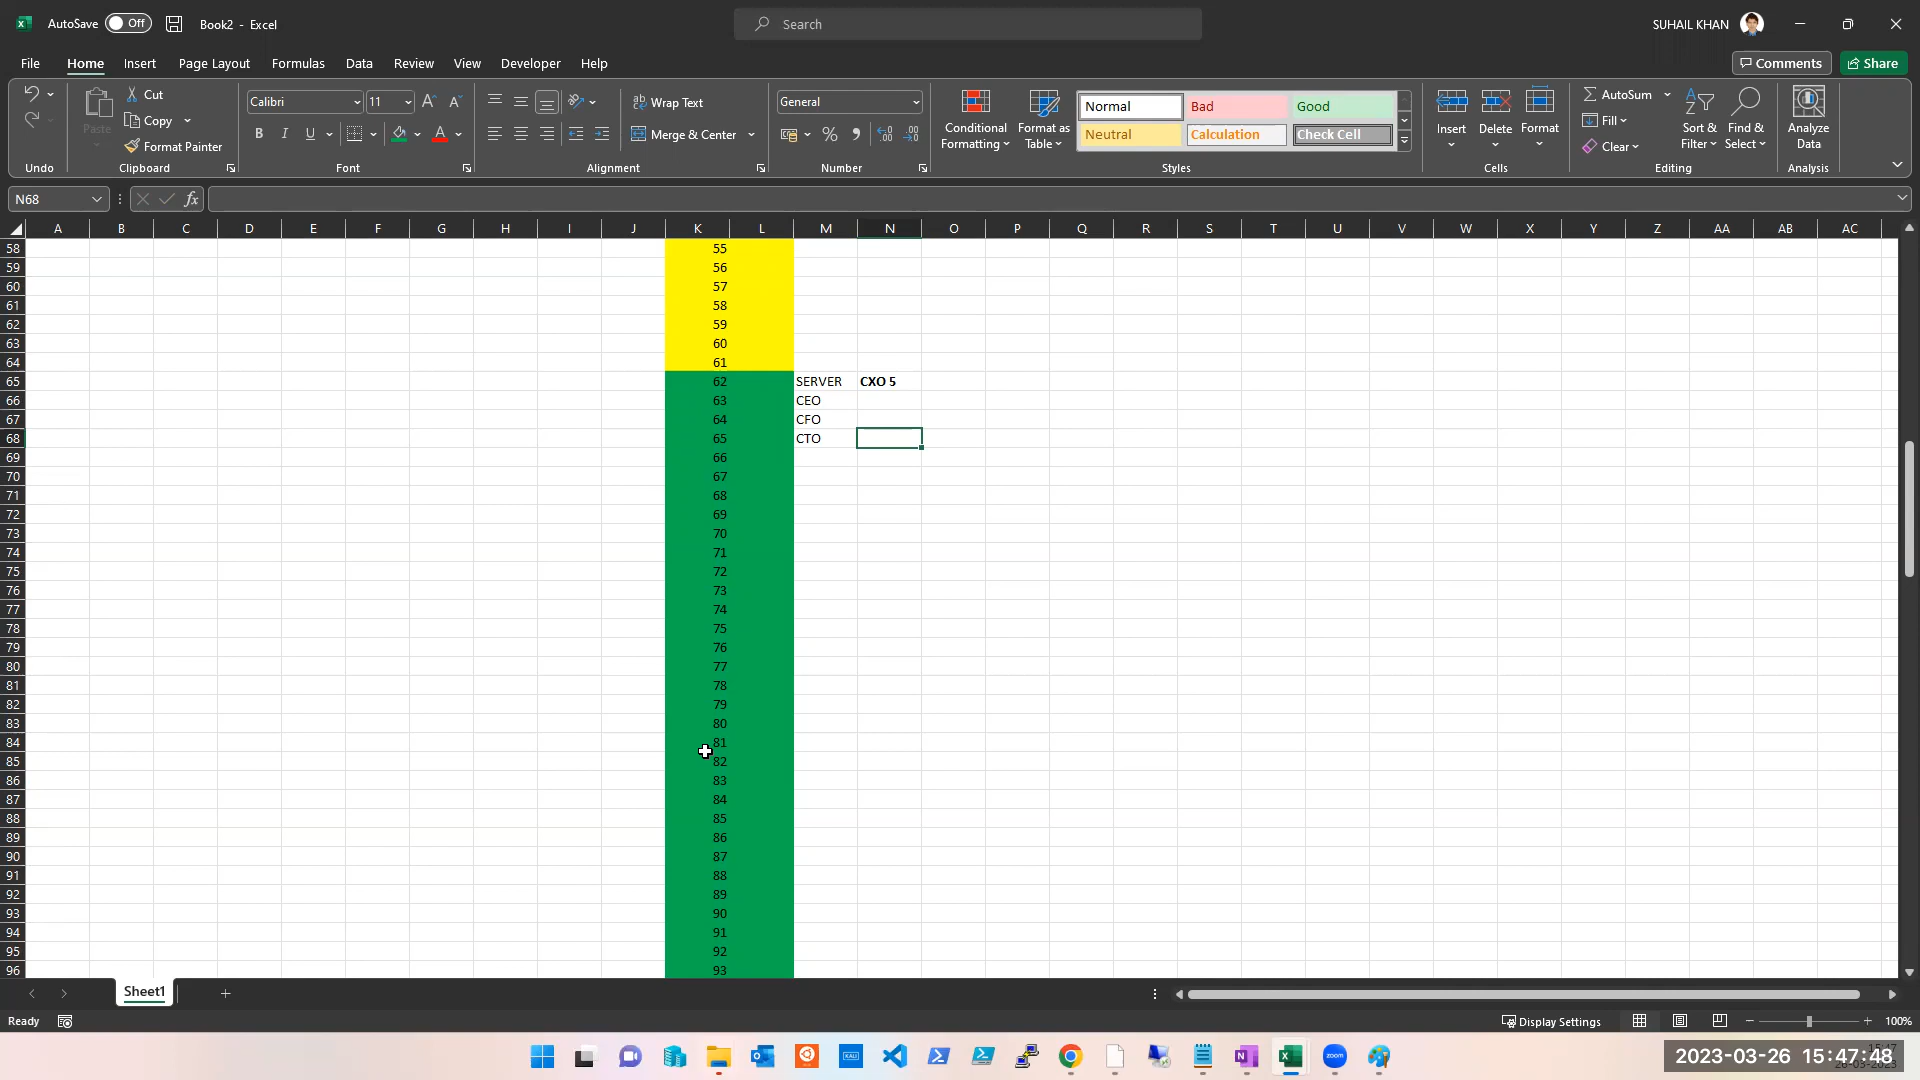 AutoSave Off Book2 - Excel Search SUHAIL KHAN
File Home Insert Page Layout Formulas Data Review View Developer Help Comments Share
Cut Calibri 11 Wrap Text General Normal Bad Good AutoSum
Paste Copy Merge & Center Conditional Formatting Format as Table Neutral Calculation Check Cell Insert Delete Format Fill Sort & Filter Find & Select Analyze Data
Format Painter B I U A % Clear
Undo Clipboard Font Alignment Number Styles Cells Editing Analysis
N68 fx
A B C D E F G H I J K L M N O P Q R S T U V W X Y Z AA AB AC
58 55
59 56
60 57
61 58
62 59
63 60
64 61
65 62 SERVER CXO 5
66 63 CEO
67 64 CFO
68 65 CTO
69 66
70 67
71 68
72 69
73 70
74 71
75 72
76 73
77 74
78 75
79 76
80 77
81 78
82 79
83 80
84 81
85 82
86 83
87 84
88 85
89 86
90 87
91 88
92 89
93 90
94 91
95 92
96 93
Sheet1
Ready Display Settings 100%
2023-03-26 15:47:48